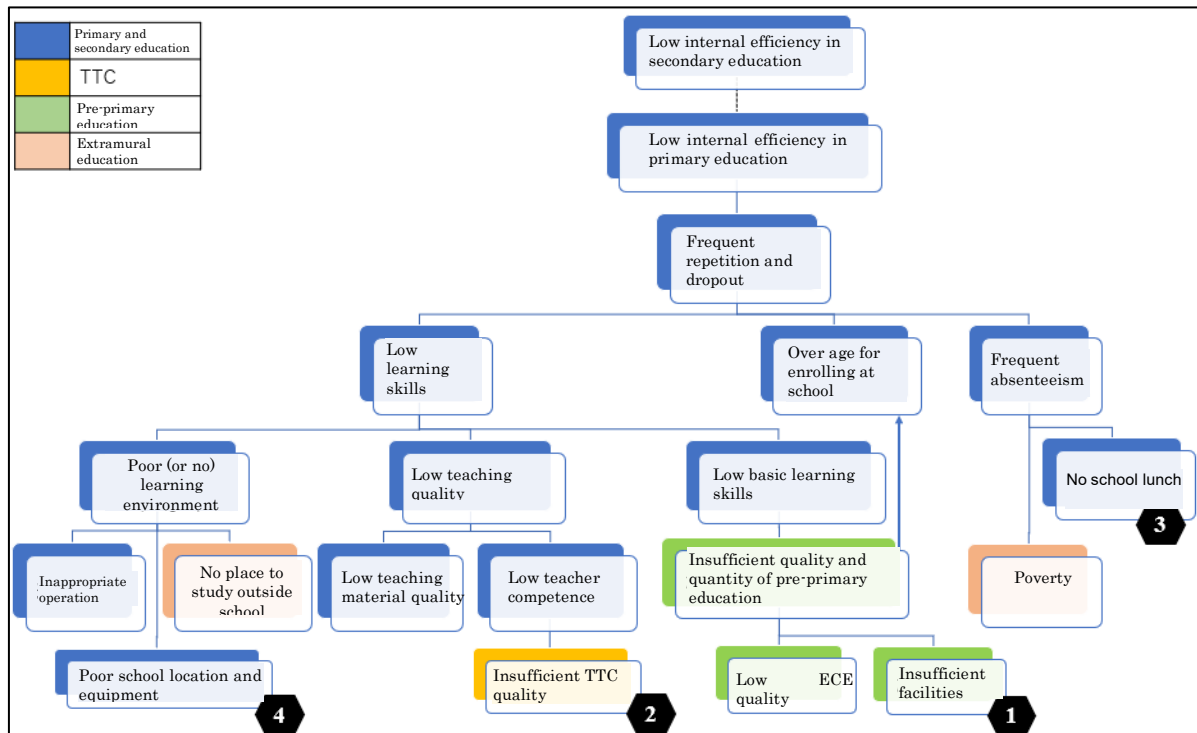 Primary and
secondary education
TTC
Pre-primary
education
Extramural
education
Low internal efficiency in
secondary education
Low internal efficiency in
primary education
Frequent
repetition and
dropout
Low
learning
skills
Over age for
enrolling at
school
Frequent
absenteeism
Poor (or no)
learning
environment
Low teaching
quality
Low basic learning
skills
No school lunch
3
Inappropriate
operation
No place to
study outside
school
Low teaching
material quality
Low teacher
competence
Insufficient quality and
quantity of pre-primary
education
Poverty
Poor school location and
equipment
4
Insufficient TTC
quality
2
Low ECE
quality
Insufficient
facilities
1